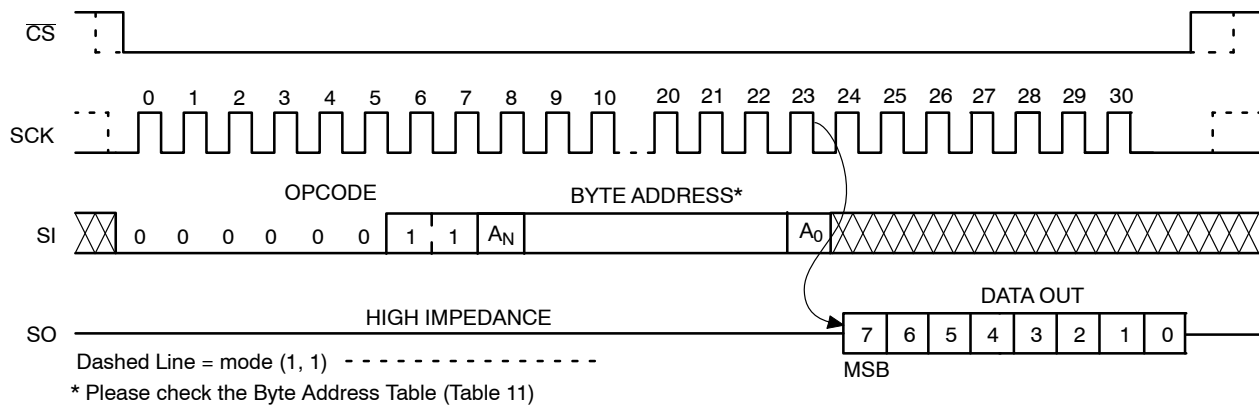 CS
0 1 2 3 4 5 6 7 8 9 10 20 21 22 23 24 25 26 27 28 29 30
SCK
OPCODE BYTE ADDRESS*
SI 0 0 0 0 0 0 1 1 AN A0
DATA OUT
HIGH IMPEDANCE
SO 7 6 5 4 3 2 1 0
Dashed Line = mode (1, 1)
MSB
* Please check the Byte Address Table (Table 11)